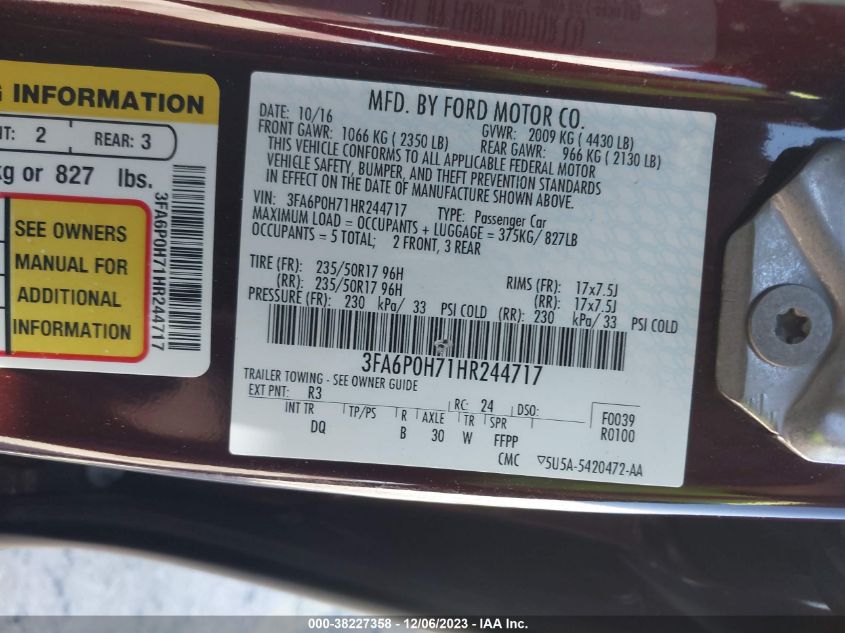 G INFORMATION
NT: 2 REAR: 3
kg or 827 lbs.
SEE OWNERS
MANUAL FOR
ADDITIONAL
INFORMATION
3FA6P0H71HR244717
MFD. BY FORD MOTOR CO.
DATE: 10/16 GVWR: 2009 KG ( 4430 LB)
FRONT GAWR: 1066 KG ( 2350 LB) REAR GAWR: 966 KG ( 2130 LB)
THIS VEHICLE CONFORMS TO ALL APPLICABLE FEDERAL MOTOR
VEHICLE SAFETY, BUMPER, AND THEFT PREVENTION STANDARDS
IN EFFECT ON THE DATE OF MANUFACTURE SHOWN ABOVE.
VIN: 3FA6P0H71HR244717 TYPE: Passenger Car
MAXIMUM LOAD = OCCUPANTS + LUGGAGE = 375KG/ 827LB
OCCUPANTS = 5 TOTAL; 2 FRONT, 3 REAR
TIRE (FR): 235/50R17 96H RIMS (FR): 17x7.5J
(RR): 235/50R17 96H (RR): 17x7.5J
PRESSURE (FR): 230 kPa/ 33 PSI COLD (RR): 230 kPa/ 33 PSI COLD
3FA6P0H71HR244717
TRAILER TOWING - SEE OWNER GUIDE
EXT PNT: R3 RC: 24 DSO: F0039
INT TR TP/PS R AXLE TR SPR R0100
DQ B 30 W FFPP
CMC ▽5U5A-5420472-AA
000-38227358 - 12/06/2023 - IAA Inc.